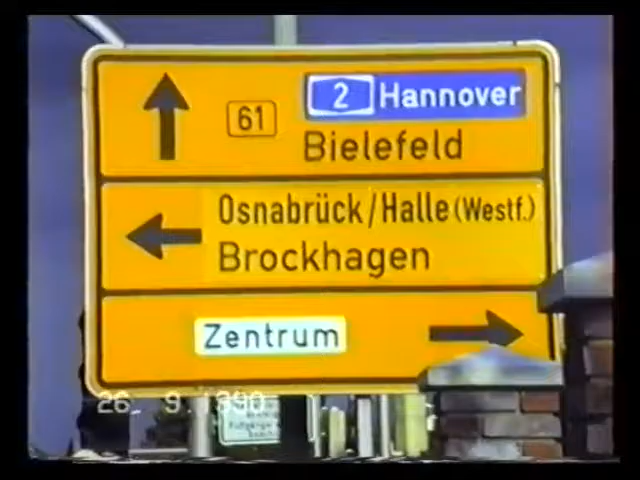 2 Hannover
61
Bielefeld
Osnabrück/Halle (Westf.)
Brockhagen
Zentrum
26. 9.1990